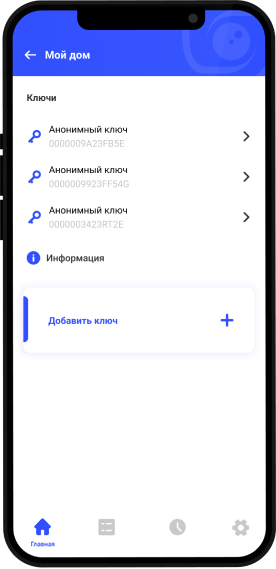 Мой дом
Ключи
Анонимный ключ
0000009A23FB5E
Анонимный ключ
0000009923FF54G
Анонимный ключ
0000003423RT2E
Информация
Добавить ключ
Главная